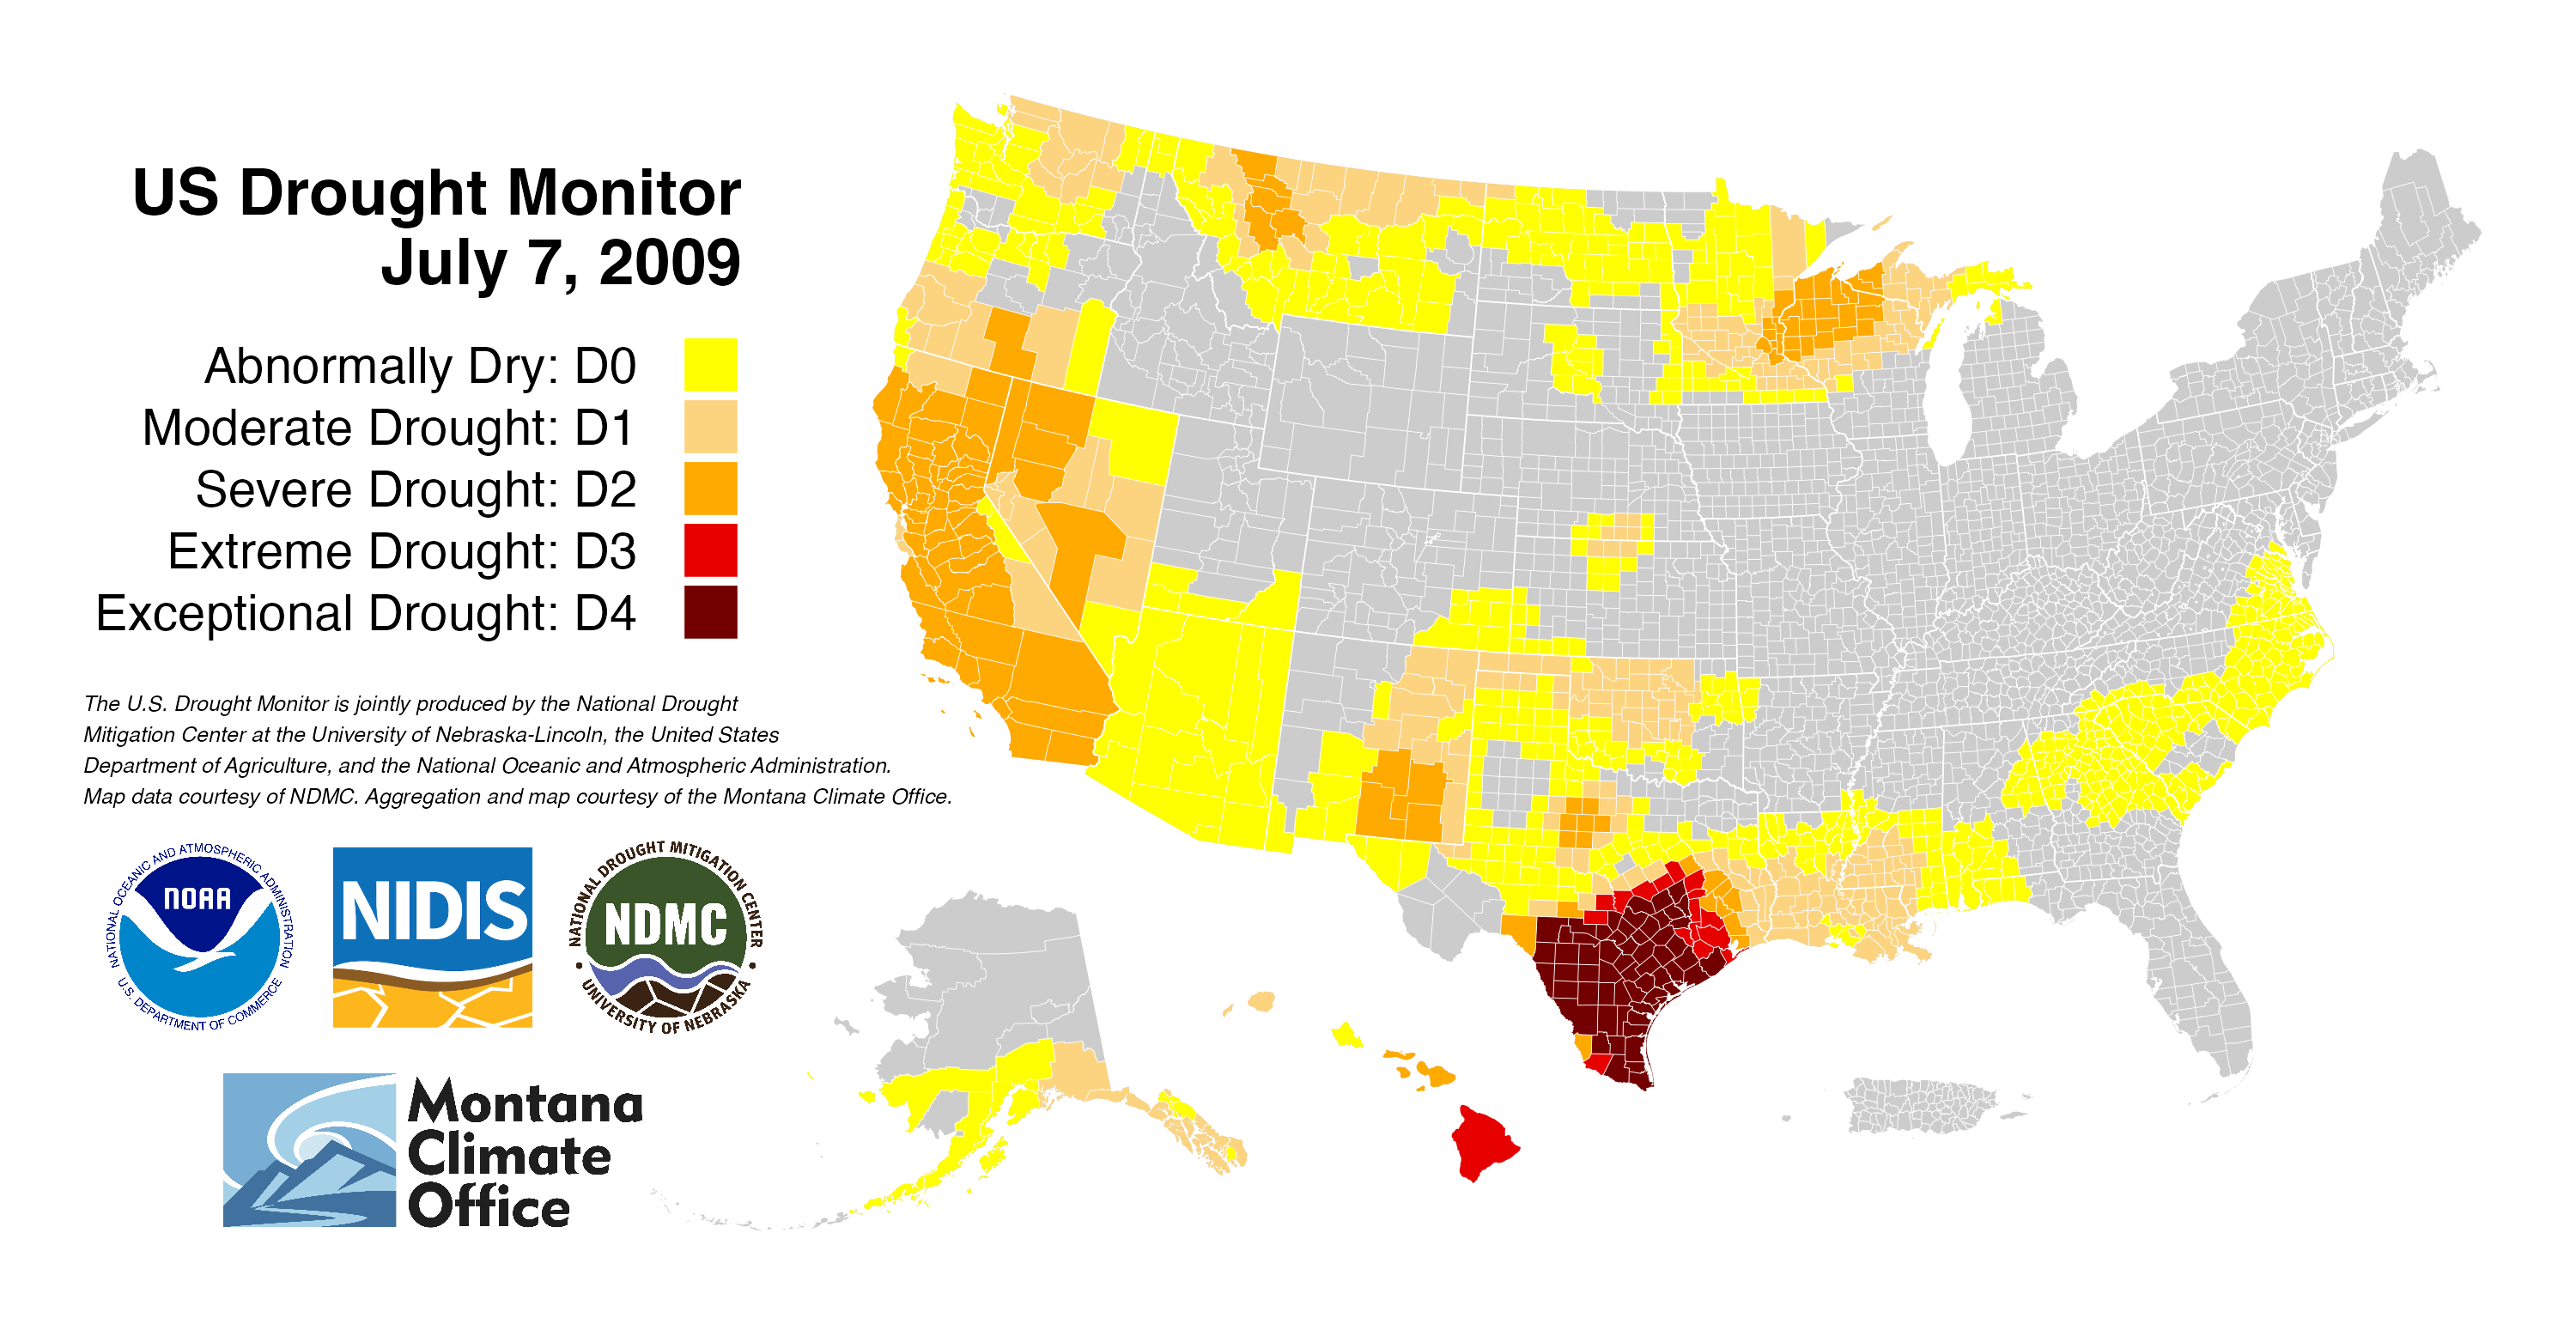 US Drought Monitor
July 7, 2009
Abnormally Dry: D0
Moderate Drought: D1
Severe Drought: D2
Extreme Drought: D3
Exceptional Drought: D4
The U.S. Drought Monitor is jointly produced by the National Drought
Mitigation Center at the University of Nebraska-Lincoln, the United States
Department of Agriculture, and the National Oceanic and Atmospheric Administration.
Map data courtesy of NDMC. Aggregation and map courtesy of the Montana Climate Office.
NATIONAL OCEANIC AND ATMOSPHERIC ADMINISTRATION
NOAA
U.S. DEPARTMENT OF COMMERCE
NIDIS
NATIONAL DROUGHT MITIGATION CENTER
NDMC
UNIVERSITY OF NEBRASKA
Montana
Climate
Office